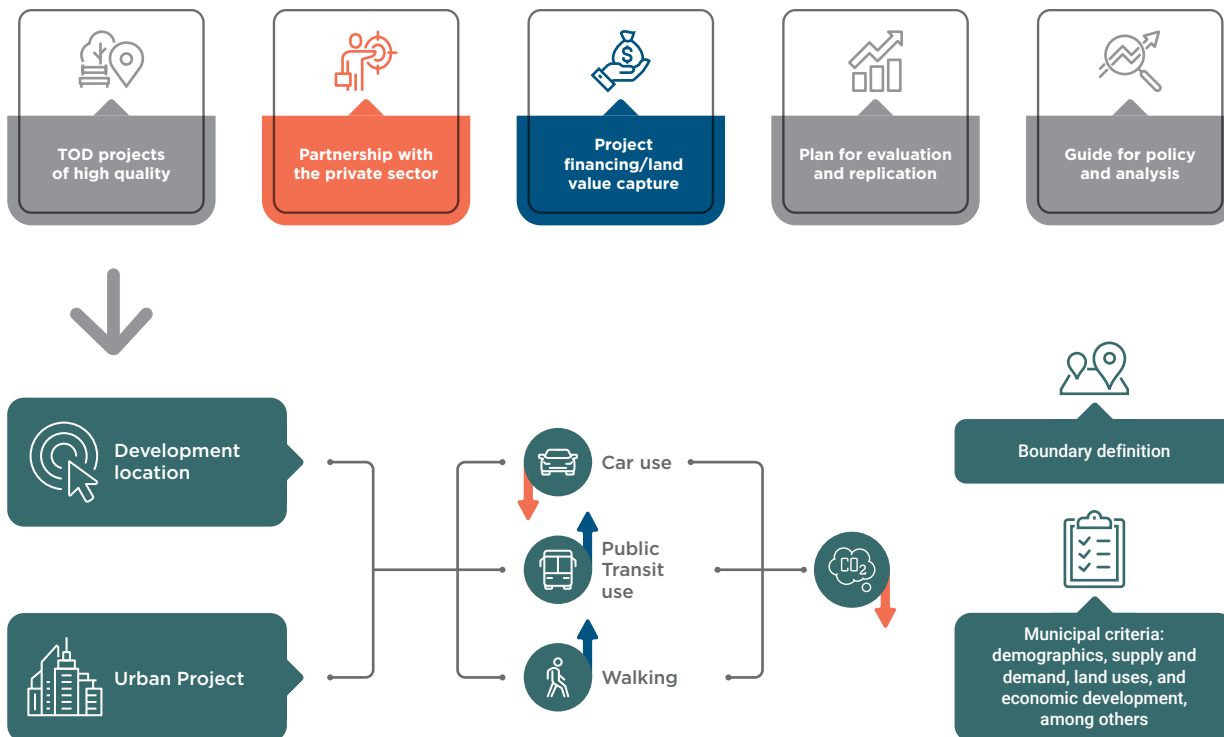 TOD projects
of high quality
Partnership with
the private sector
$
Project
financing/land
value capture
Plan for evaluation
and replication
Guide for policy
and analysis
Development
location
Urban Project
Car use
Public
Transit
use
Walking
CO2
Boundary definition
Municipal criteria:
demographics, supply and
demand, land uses, and
economic development,
among others